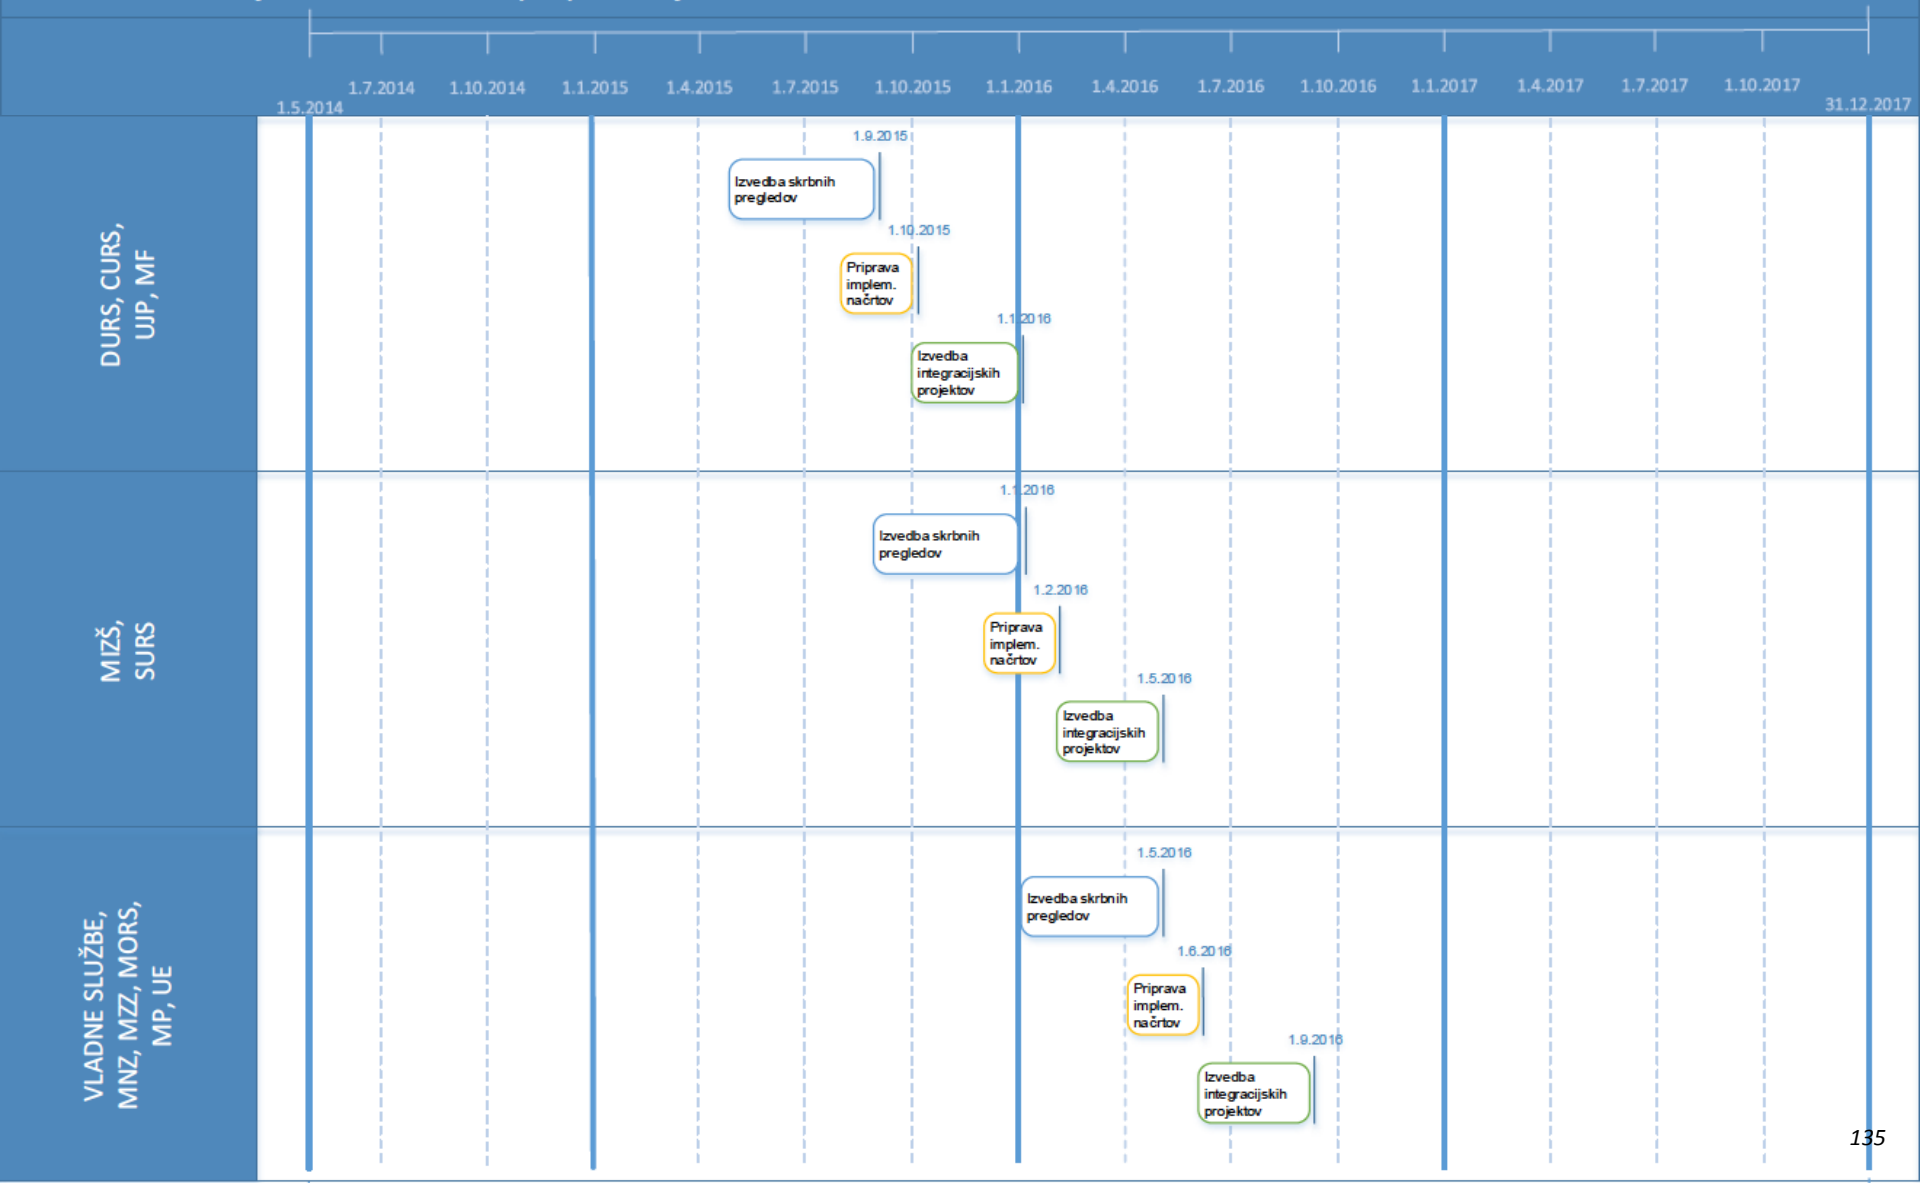 1.7.2014 1.10.2014 1.1.2015 1.4.2015 1.7.2015 1.10.2015 1.1.2016 1.4.2016 1.7.2016 1.10.2016 1.1.2017 1.4.2017 1.7.2017 1.10.2017
1.5.2014 31.12.2017
DURS, CURS,
UJP, MF
1.9.2015
Izvedba skrbnih
pregledov
1.10.2015
Priprava
implem.
načrtov
1.1.2016
Izvedba
integracijskih
projektov
MIZŠ,
SURS
1.1.2016
Izvedba skrbnih
pregledov
1.2.2016
Priprava
implem.
načrtov
1.5.2016
Izvedba
integracijskih
projektov
VLADNE SLUŽBE,
MNZ, MZZ, MORS,
MP, UE
1.5.2016
Izvedba skrbnih
pregledov
1.6.2016
Priprava
implem.
načrtov
1.9.2016
Izvedba
integracijskih
projektov
135